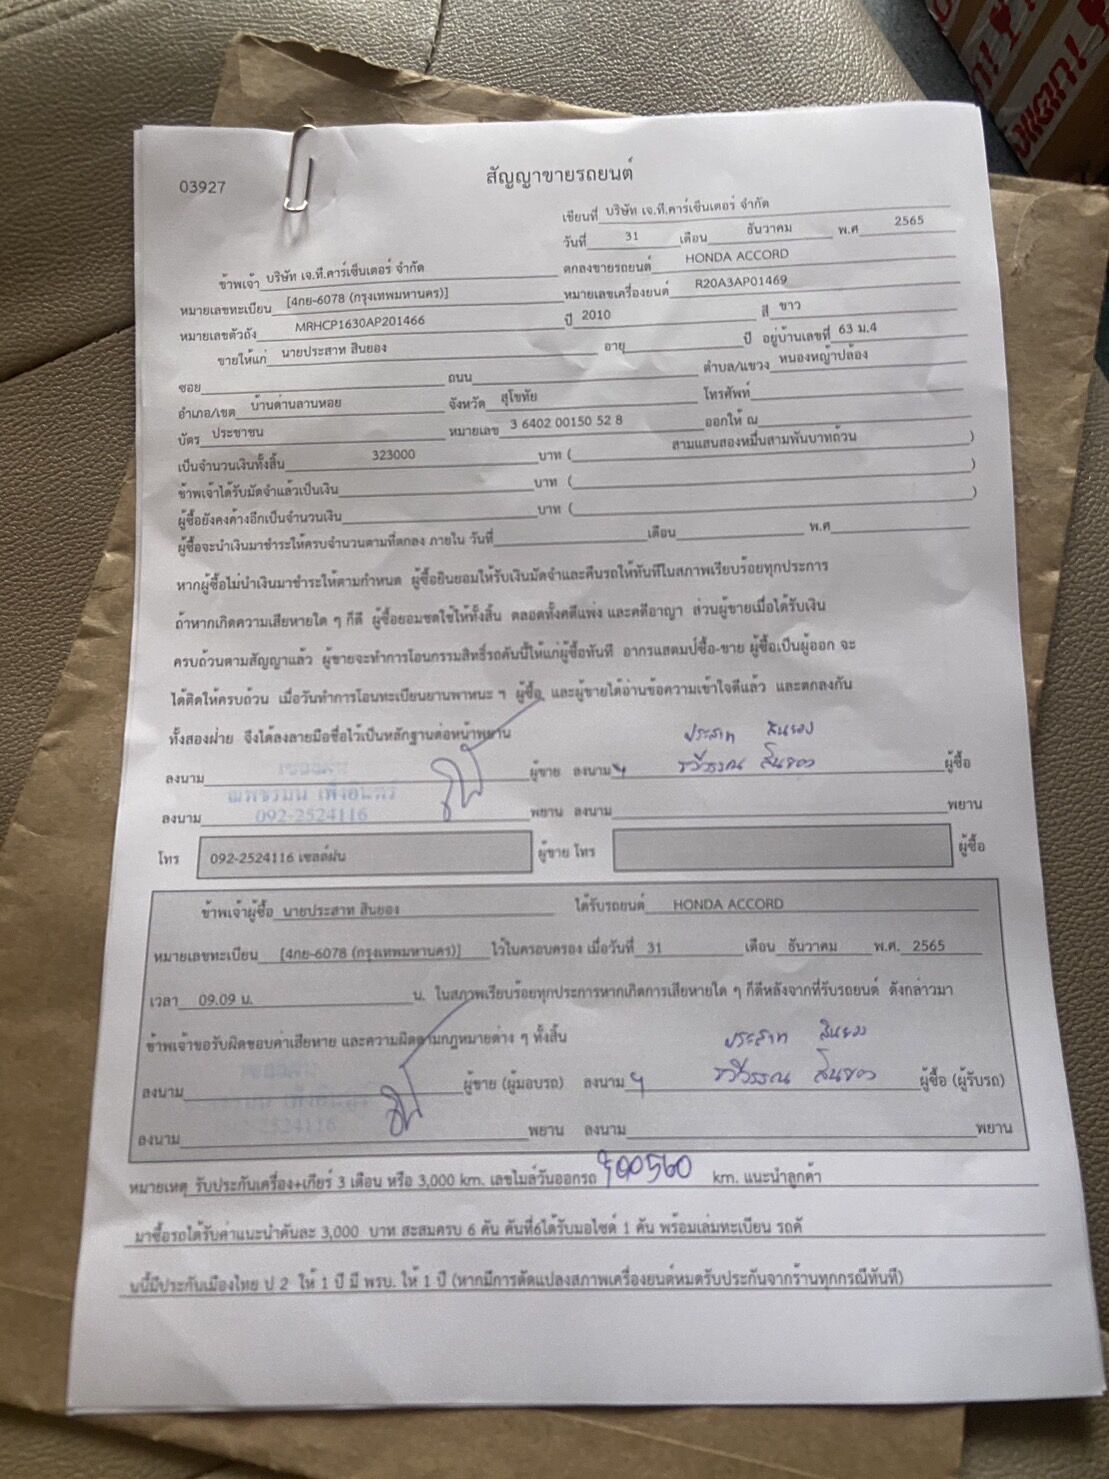 03927
สัญญาขายรถยนต์
เขียนที่ บริษัท เจ.ที.คาร์เซ็นเตอร์ จำกัด
วันที่ 31 เดือน ธันวาคม พ.ศ 2565
ข้าพเจ้า บริษัท เจ.ที.คาร์เซ็นเตอร์ จำกัด ตกลงขายรถยนต์ HONDA ACCORD
หมายเลขทะเบียน [4กย-6078 (กรุงเทพมหานคร)] หมายเลขเครื่องยนต์ R20A3AP01469
หมายเลขตัวถัง MRHCP1630AP201466 ปี 2010 สี ขาว
ขายให้แก่ นายประสาท สินยอง อายุ ปี อยู่บ้านเลขที่ 63 ม.4
ซอย ถนน ตำบล/แขวง หนองหญ้าปล้อง
อำเภอ/เขต บ้านด่านลานหอย จังหวัด สุโขทัย โทรศัพท์
บัตร ประชาชน หมายเลข 3 6402 00150 52 8 ออกให้ ณ
เป็นจำนวนเงินทั้งสิ้น 323000 บาท ( สามแสนสองหมื่นสามพันบาทถ้วน )
ข้าพเจ้าได้รับมัดจำแล้วเป็นเงิน บาท ( )
ผู้ซื้อยังคงค้างอีกเป็นจำนวนเงิน บาท ( )
ผู้ซื้อจะนำเงินมาชำระให้ครบจำนวนตามที่ตกลง ภายใน วันที่ เดือน พ.ศ
หากผู้ซื้อไม่นำเงินมาชำระให้ตามกำหนด ผู้ซื้อยินยอมให้รับเงินมัดจำและคืนรถให้ทันทีในสภาพเรียบร้อยทุกประการ
ถ้าหากเกิดความเสียหายใด ๆ ก็ดี ผู้ซื้อยอมชดใช้ให้ทั้งสิ้น ตลอดทั้งคดีแพ่ง และคดีอาญา ส่วนผู้ขายเมื่อได้รับเงิน
ครบถ้วนตามสัญญาแล้ว ผู้ขายจะทำการโอนกรรมสิทธิ์รถคันนี้ให้แก่ผู้ซื้อทันที อากรแสตมป์ซื้อ-ขาย ผู้ซื้อเป็นผู้ออก จะ
ได้ติดให้ครบถ้วน เมื่อวันทำการโอนทะเบียนยานพาหนะ ฯ ผู้ซื้อ และผู้ขายได้อ่านข้อความเข้าใจดีแล้ว และตกลงกัน
ทั้งสองฝ่าย จึงได้ลงลายมือชื่อไว้เป็นหลักฐานต่อหน้าพยาน
ประสาท สินยอง
ลงนาม ผู้ขาย ลงนาม ผู้ซื้อ
092-2524116
ลงนาม พยาน ลงนาม พยาน
โทร 092-2524116 เซลล์ฝน ผู้ขาย โทร ผู้ซื้อ
ข้าพเจ้าผู้ซื้อ นายประสาท สินยอง ได้รับรถยนต์ HONDA ACCORD
หมายเลขทะเบียน [4กย-6078 (กรุงเทพมหานคร)] ไว้ในครอบครอง เมื่อวันที่ 31 เดือน ธันวาคม พ.ศ. 2565
เวลา 09.09 น. น. ในสภาพเรียบร้อยทุกประการหากเกิดการเสียหายใด ๆ ก็ดีหลังจากที่รับรถยนต์ ดังกล่าวมา
ข้าพเจ้าขอรับผิดชอบค่าเสียหาย และความผิดตามกฎหมายต่าง ๆ ทั้งสิ้น
ประสาท สินยอง
ลงนาม ผู้ขาย (ผู้มอบรถ) ลงนาม ผู้ซื้อ (ผู้รับรถ)
ลงนาม พยาน ลงนาม พยาน
หมายเหตุ รับประกันเครื่อง+เกียร์ 3 เดือน หรือ 3,000 km. เลขไมล์วันออกรถ km. แนะนำลูกค้า
มาซื้อรถได้รับค่าแนะนำคันละ 3,000 บาท สะสมครบ 6 คัน คันที่6ได้รับมอไซด์ 1 คัน พร้อมเล่มทะเบียน รถคั
นนี้มีประกันเมืองไทย ป 2 ให้ 1 ปี มี พรบ. ให้ 1 ปี (หากมีการดัดแปลงสภาพเครื่องยนต์หมดรับประกันจากร้านทุกกรณีทันที)